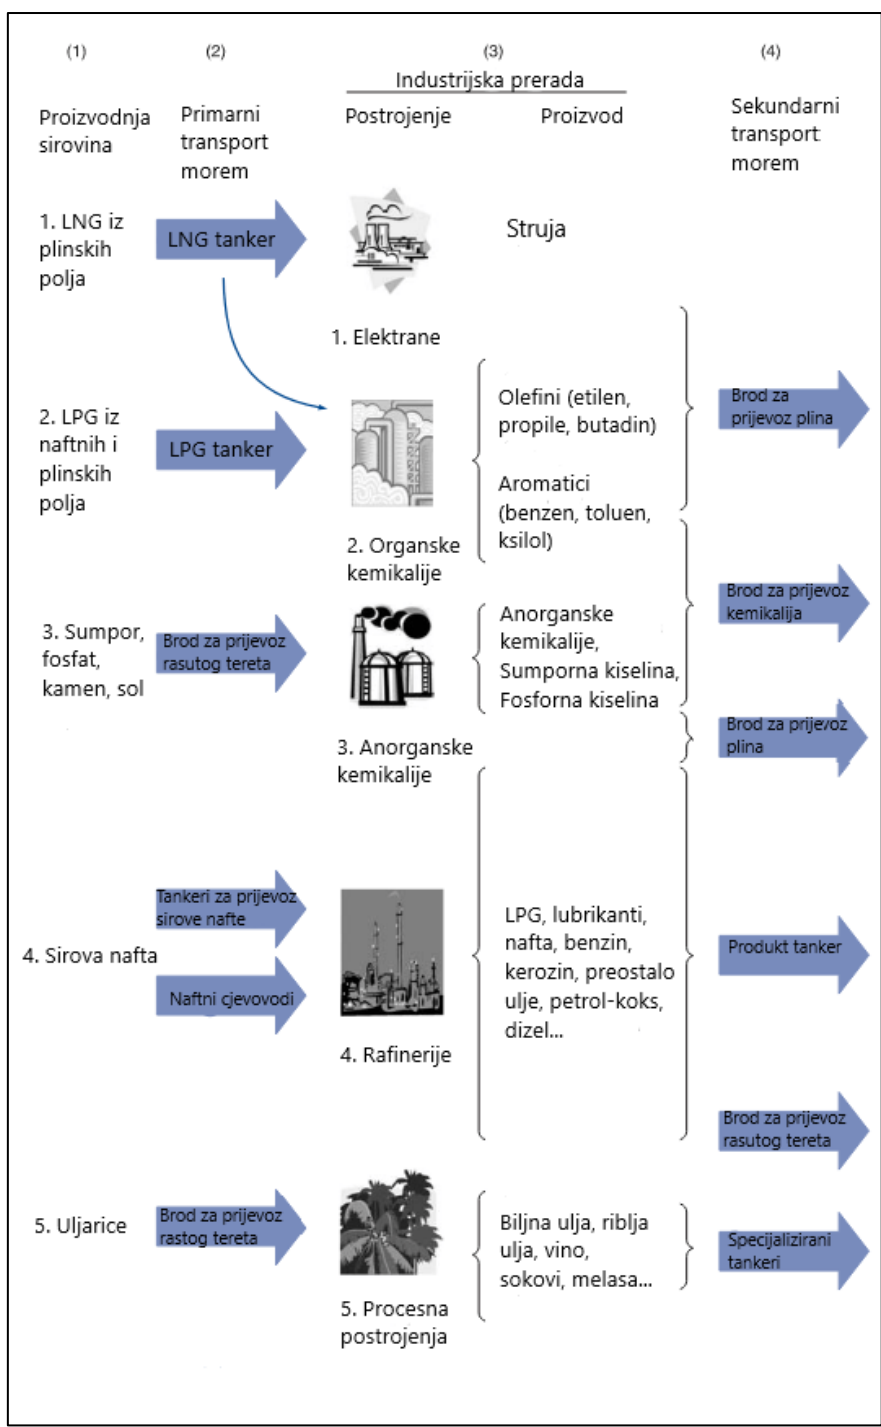 (1)
(2)
(3)
(4)
Industrijska prerada
Proizvodnja
sirovina
Primarni
transport
morem
Postrojenje
Proizvod
Sekundarni
transport
morem
1. LNG iz
plinskih
polja
LNG tanker
Struja
1. Elektrane
2. LPG iz
naftnih i
plinskih
polja
LPG tanker
Olefini (etilen,
propile, butadin)
Aromatici
(benzen, toluen,
ksilol)
Brod za
prijevoz plina
2. Organske
kemikalije
3. Sumpor,
fosfat,
kamen, sol
Brod za prijevoz
rasutog tereta
Anorganske
kemikalije,
Sumporna kiselina,
Fosforna kiselina
Brod za prijevoz
kemikalija
3. Anorganske
kemikalije
Brod za prijevoz
plina
4. Sirova nafta
Tankeri za prijevoz
sirove nafte
Naftni cjevovodi
LPG, lubrikanti,
nafta, benzin,
kerozin, preostalo
ulje, petrol-koks,
dizel...
Produkt tanker
4. Rafinerije
Brod za prijevoz
rasutog tereta
5. Uljarice
Brod za prijevoz
rastog tereta
Biljna ulja, riblja
ulja, vino,
sokovi, melasa...
Specijalizirani
tankeri
5. Procesna
postrojenja